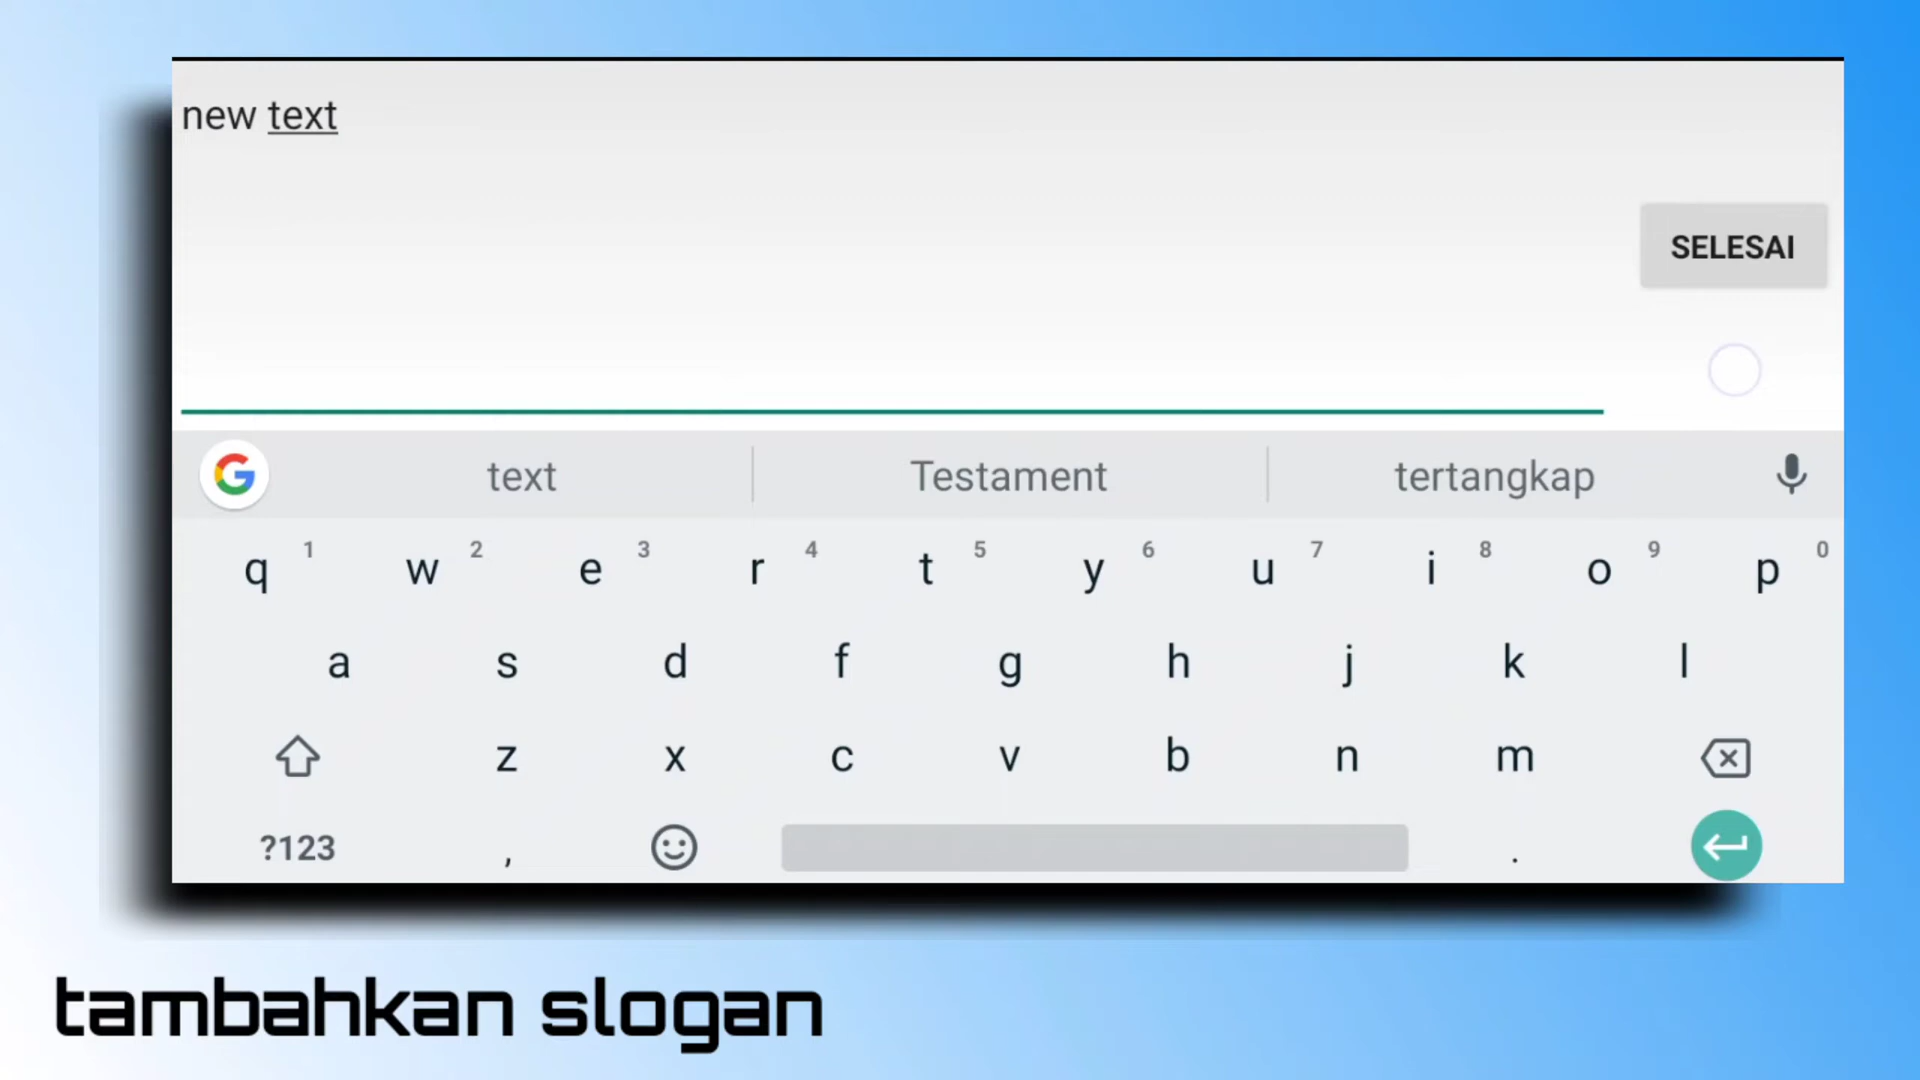 new text
SELESAI
text Testament tertangkap
q 1 w 2 e 3 r 4 t 5 y 6 u 7 i 8 o 9 p 0
a s d f g h j k l
z x c v b n m
?123 , .
tambahkan slogan